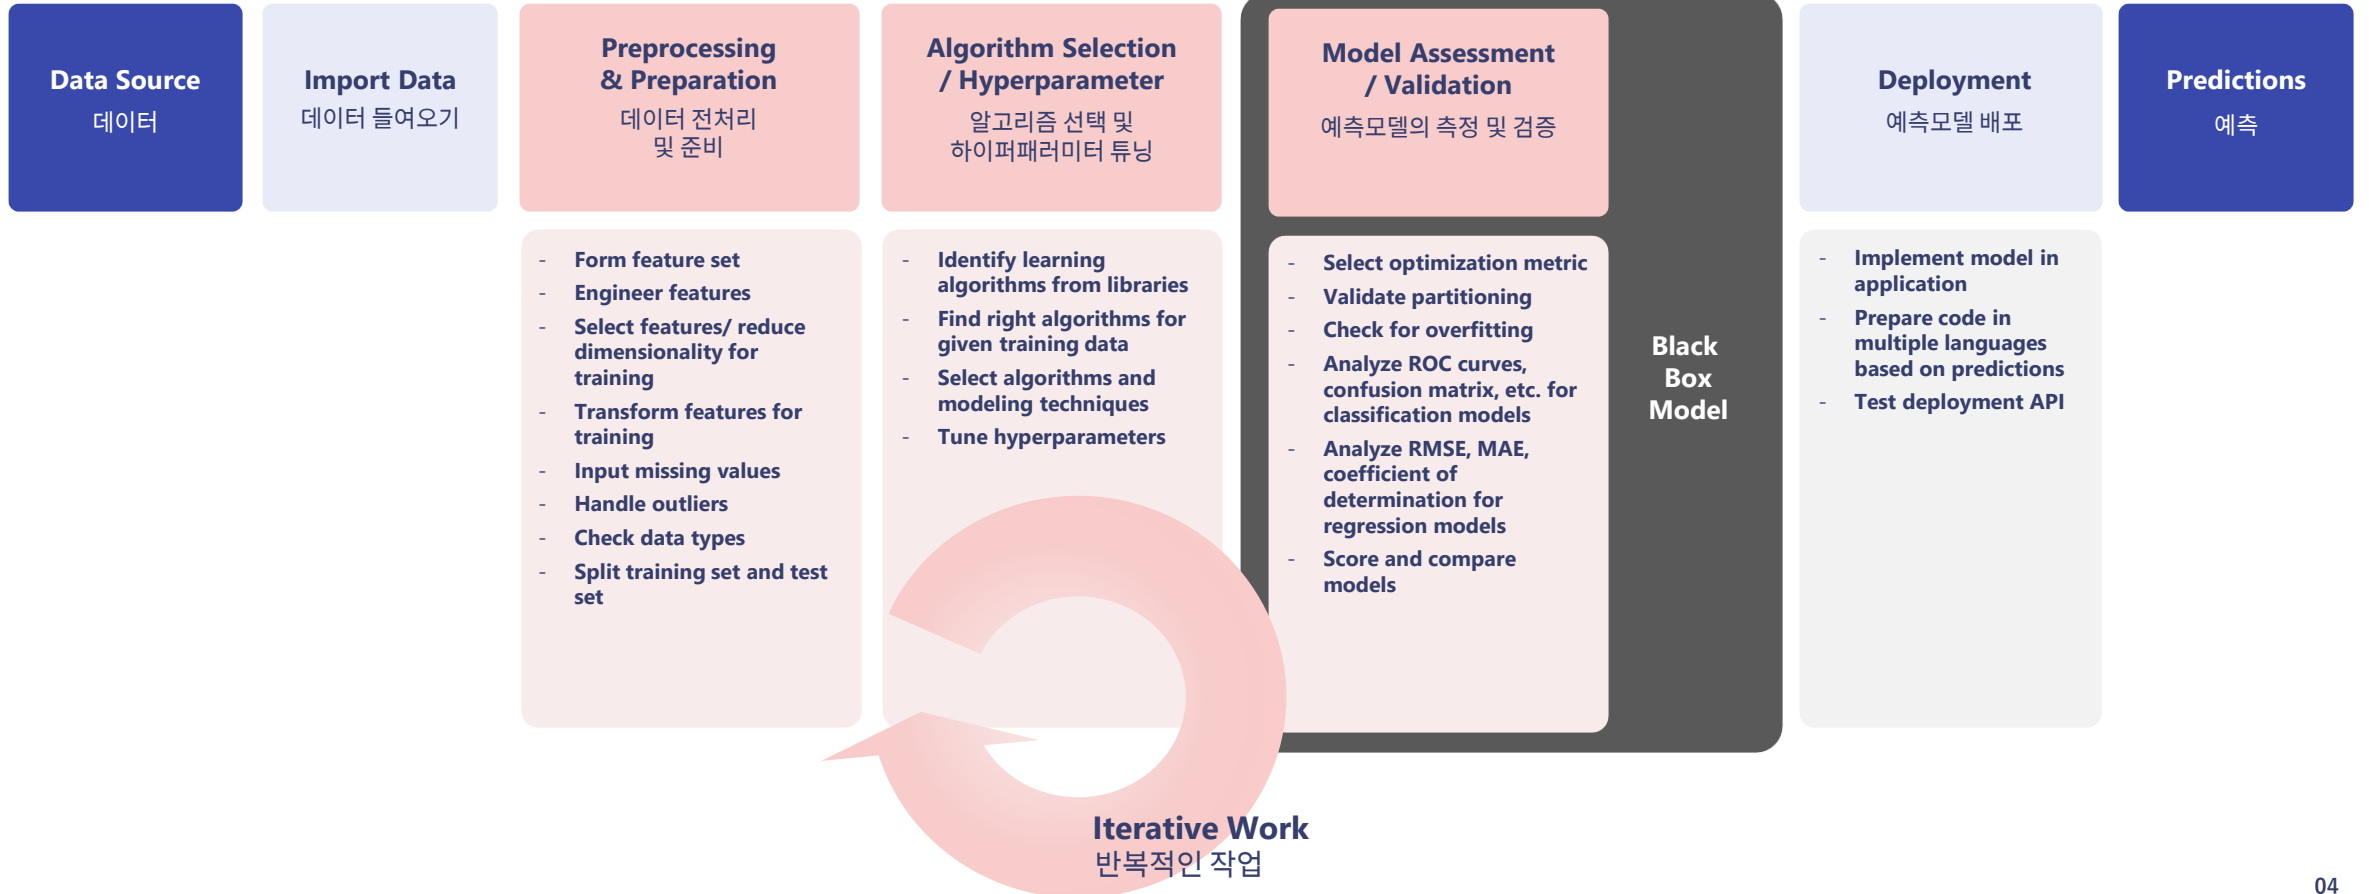 Data Source
데이터
Import Data
데이터 들여오기
Preprocessing
& Preparation
데이터 전처리
및 준비
Algorithm Selection
/ Hyperparameter
알고리즘 선택 및
하이퍼패러미터 튜닝
Model Assessment
/ Validation
예측모델의 측정 및 검증
Deployment
예측모델 배포
Predictions
예측
- Form feature set
- Engineer features
- Select features/ reduce
dimensionality for
training
- Transform features for
training
- Input missing values
- Handle outliers
- Check data types
- Split training set and test
set
- Identify learning
algorithms from libraries
- Find right algorithms for
given training data
- Select algorithms and
modeling techniques
- Tune hyperparameters
- Select optimization metric
- Validate partitioning
- Check for overfitting
- Analyze ROC curves,
confusion matrix, etc. for
classification models
- Analyze RMSE, MAE,
coefficient of
determination for
regression models
- Score and compare
models
Black
Box
Model
- Implement model in
application
- Prepare code in
multiple languages
based on predictions
- Test deployment API
Iterative Work
반복적인 작업
04